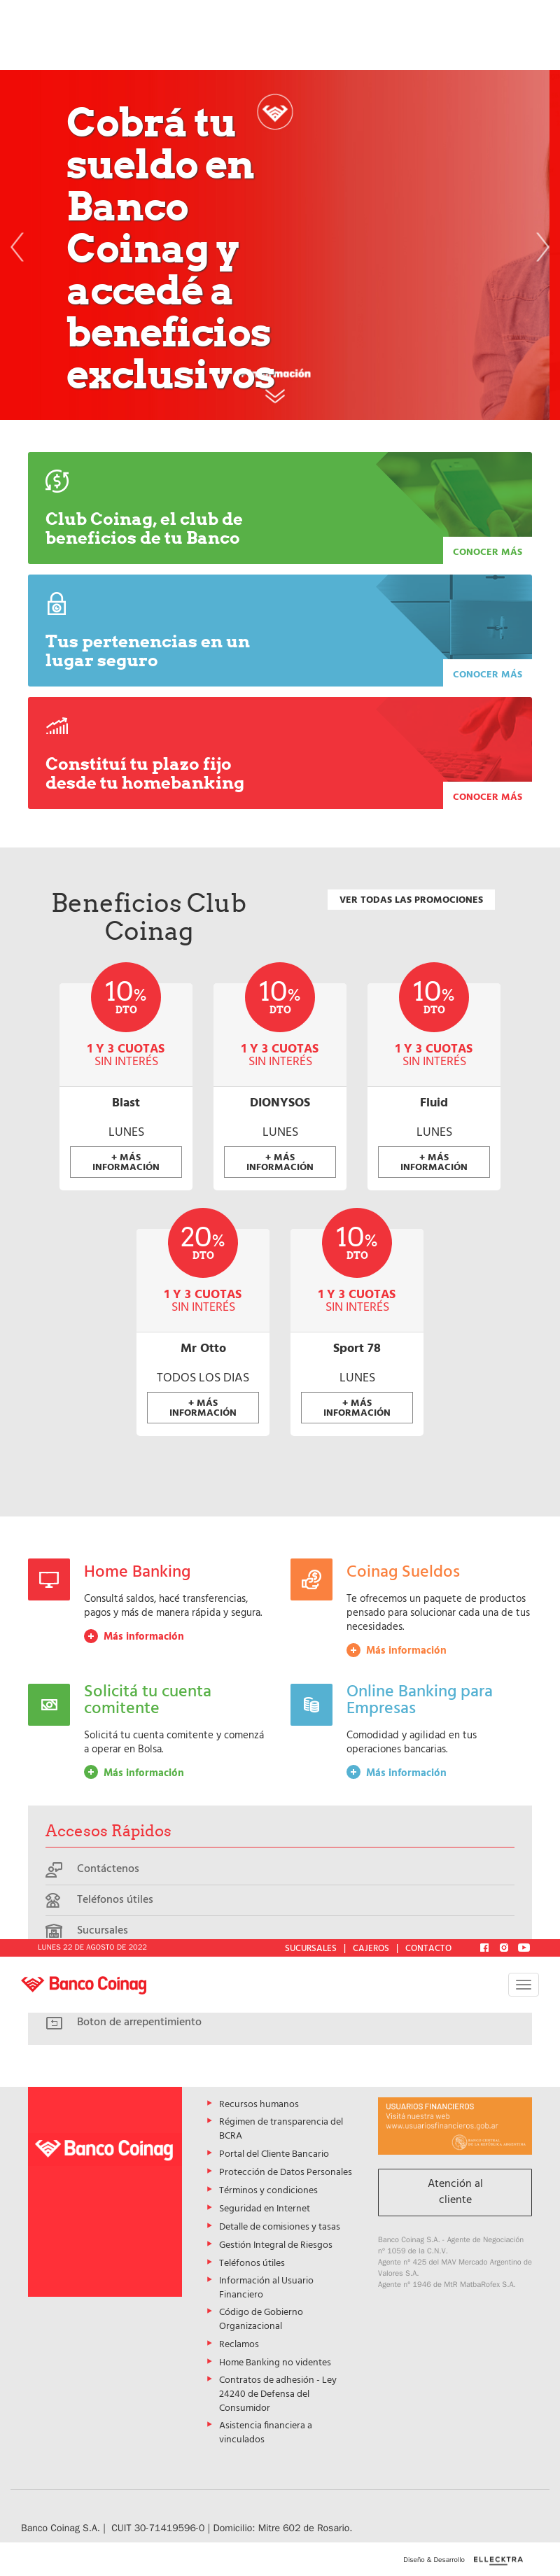 Cobrá tu
sueldo en
Banco
Coinag y
accedé a
beneficios
exclusivos
Club Coinag, el club de
beneficios de tu Banco
CONOCER MÁS
Tus pertenencias en un
lugar seguro
CONOCER MÁS
Constituí tu plazo fijo
desde tu homebanking
CONOCER MÁS
Beneficios Club
Coinag
VER TODAS LAS PROMOCIONES
10% 10% 10%
DTO DTO DTO
1 Y 3 CUOTAS 1 Y 3 CUOTAS 1 Y 3 CUOTAS
SIN INTERÉS SIN INTERÉS SIN INTERÉS
Blast DIONYSOS Fluid
LUNES LUNES LUNES
+ MÁS + MÁS + MÁS
INFORMACIÓN INFORMACIÓN INFORMACIÓN
20% 10%
DTO DTO
1 Y 3 CUOTAS 1 Y 3 CUOTAS
SIN INTERÉS SIN INTERÉS
Mr Otto Sport 78
TODOS LOS DIAS LUNES
+ MÁS + MÁS
INFORMACIÓN INFORMACIÓN
Home Banking
Consultá saldos, hacé transferencias,
pagos y más de manera rápida y segura.
Más información
Coinag Sueldos
Te ofrecemos un paquete de productos
pensado para solucionar cada una de tus
necesidades.
Más información
Solicitá tu cuenta
comitente
Solicitá tu cuenta comitente y comenzá
a operar en Bolsa.
Más información
Online Banking para
Empresas
Comodidad y agilidad en tus
operaciones bancarias.
Más información
Accesos Rápidos
Contáctenos
Teléfonos útiles
Sucursales
LUNES 22 DE AGOSTO DE 2022
SUCURSALES | CAJEROS | CONTACTO
Banco Coinag
Boton de arrepentimiento
Banco Coinag
Recursos humanos
Régimen de transparencia del
BCRA
Portal del Cliente Bancario
Protección de Datos Personales
Términos y condiciones
Seguridad en Internet
Detalle de comisiones y tasas
Gestión Integral de Riesgos
Teléfonos útiles
Información al Usuario
Financiero
Código de Gobierno
Organizacional
Reclamos
Home Banking no videntes
Contratos de adhesión - Ley
24240 de Defensa del
Consumidor
Asistencia financiera a
vinculados
USUARIOS FINANCIEROS
Visitá nuestra web
www.usuariosfinancieros.gob.ar
BANCO CENTRAL
DE LA REPÚBLICA ARGENTINA
Atención al
cliente
Banco Coinag S.A. - Agente de Negociación
nº 1059 de la C.N.V.
Agente nº 425 del MAV Mercado Argentino de
Valores S.A.
Agente nº 1946 de MtR MatbaRofex S.A.
Banco Coinag S.A. | CUIT 30-71419596-0 | Domicilio: Mitre 602 de Rosario.
Diseño & Desarrollo ELLECKTRA